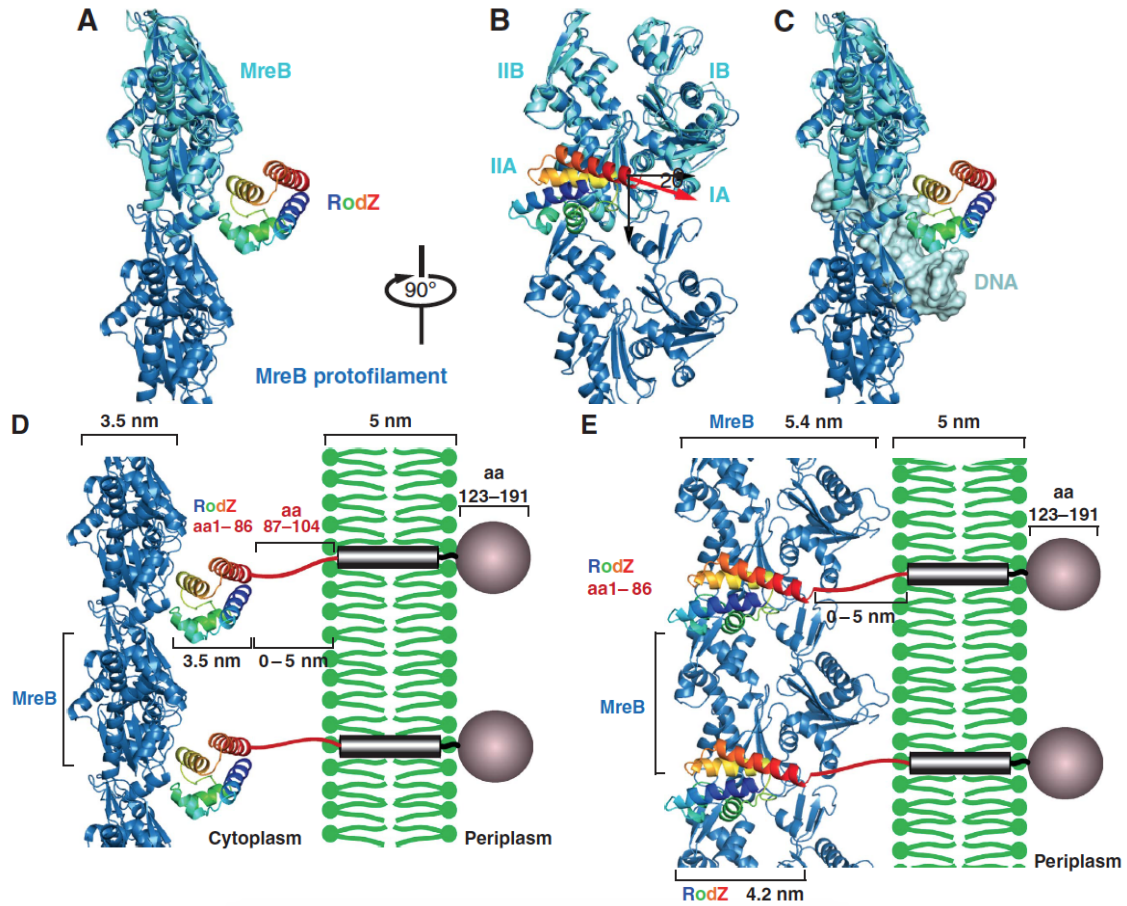 A
MreB
RodZ
90°
MreB protofilament
B
IIB
IB
IIA
IA
C
DNA
D
3.5 nm
5 nm
aa
123–191
RodZ
aa1–86
aa
87–104
3.5 nm
0–5 nm
MreB
Cytoplasm
Periplasm
E
MreB 5.4 nm
5 nm
aa
123–191
RodZ
aa1–86
0–5 nm
MreB
Periplasm
RodZ 4.2 nm